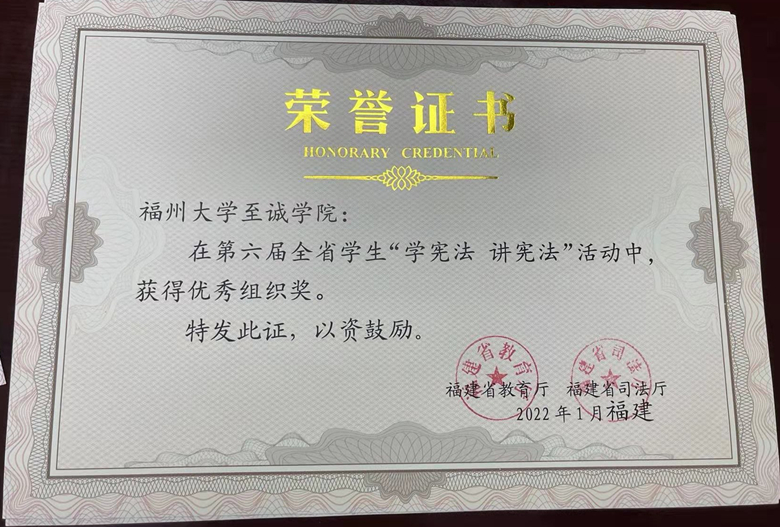 荣誉证书
HONORARY CREDENTIAL
福州大学至诚学院：
在第六届全省学生“学宪法 讲宪法”活动中，
获得优秀组织奖。
特发此证，以资鼓励。
福建省教育厅 福建省司法厅
2022年1月福建